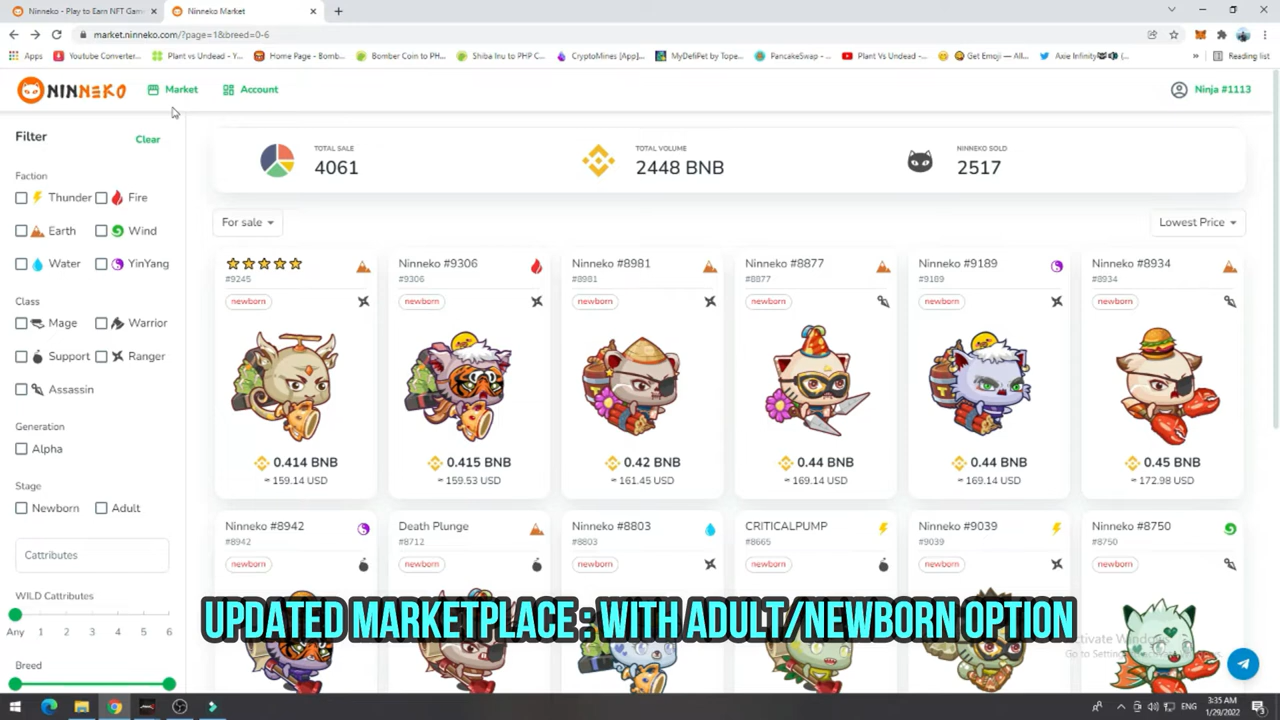 Ninneko - Play to Earn NFT Gam
Ninneko Market
market.ninneko.com/?page=1&breed=0-6
Apps
Youtube Converter...
Plant vs Undead - Y...
Home Page - Bomb...
Bomber Coin to PH...
Shiba Inu to PHP C...
CryptoMines [App]...
MyDeFiPet by Tope...
PancakeSwap - ...
Plant Vs Undead -...
Get Emoji — All...
Axie Infinity
»
Reading list
NINNEKO
Market
Account
Ninja #1113
Filter
Clear
Faction
Thunder
Fire
Earth
Wind
Water
YinYang
Class
Mage
Warrior
Support
Ranger
Assassin
Generation
Alpha
Stage
Newborn
Adult
Cattributes
WILD Cattributes
Any 1 2 3 4 5 6
Breed
TOTAL SALE
4061
TOTAL VOLUME
2448 BNB
NINNEKO SOLD
2517
For sale
Lowest Price
#9245
newborn
0.414 BNB
≈ 159.14 USD
Ninneko #9306
#9306
newborn
0.415 BNB
≈ 159.53 USD
Ninneko #8981
#8981
newborn
0.42 BNB
≈ 161.45 USD
Ninneko #8877
#8877
newborn
0.44 BNB
≈ 169.14 USD
Ninneko #9189
#9189
newborn
0.44 BNB
≈ 169.14 USD
Ninneko #8934
#8934
newborn
0.45 BNB
≈ 172.98 USD
Ninneko #8942
#8942
newborn
Death Plunge
#8712
newborn
Ninneko #8803
#8803
newborn
CRITICALPUMP
#8665
newborn
Ninneko #9039
#9039
newborn
Ninneko #8750
#8750
newborn
UPDATED MARKETPLACE : WITH ADULT/NEWBORN OPTION
Activate Windows
Go to Settings
ENG
3:35 AM
1/29/2022